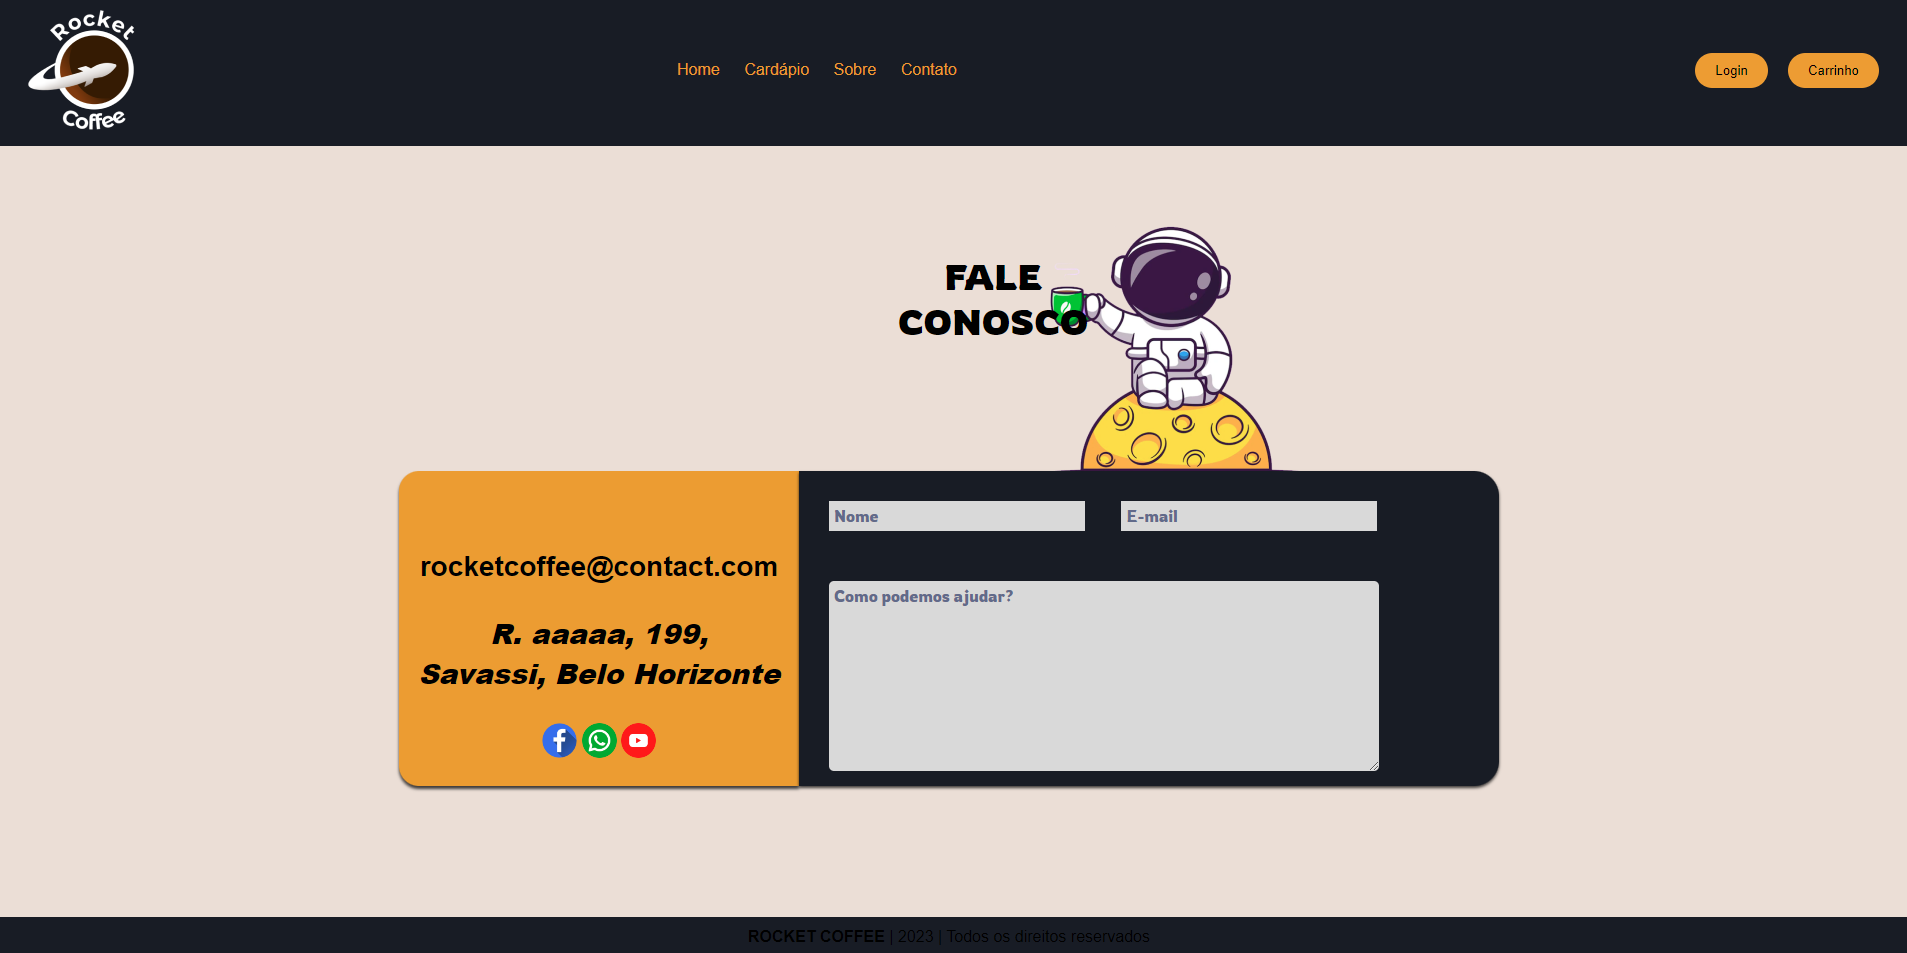 Rocket
Coffee
Home Cardápio Sobre Contato
Login Carrinho
FALE
CONOSCO
rocketcoffee@contact.com
R. aaaaa, 199,
Savassi, Belo Horizonte
Nome E-mail
Como podemos ajudar?
ROCKET COFFEE | 2023 | Todos os direitos reservados